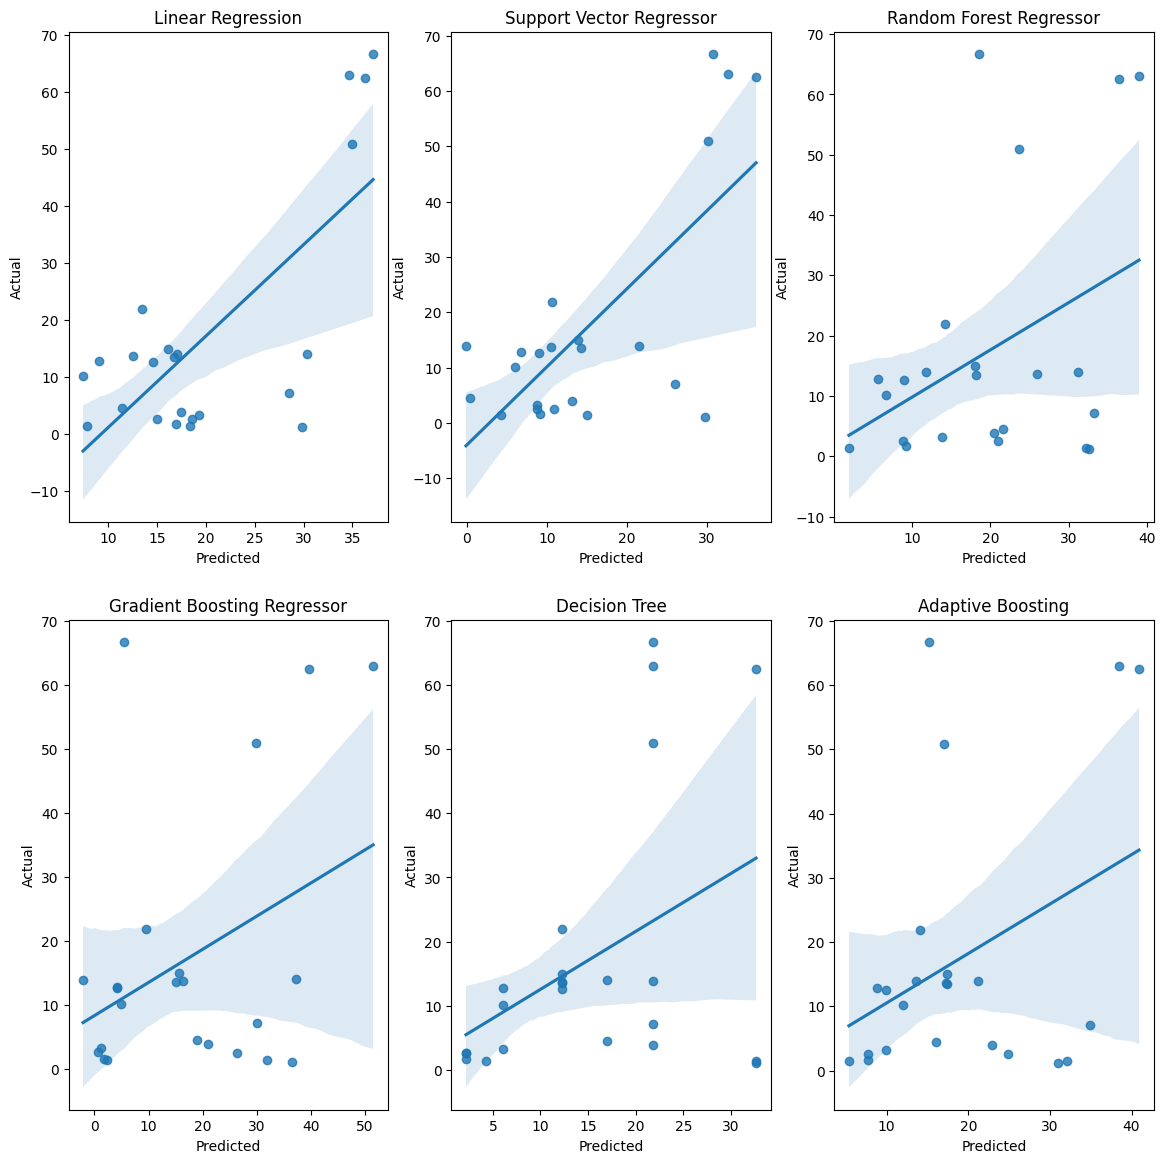 Linear Regression
70
60
50
40
30
20
10
0
−10
Actual
10 15 20 25 30 35
Predicted
Support Vector Regressor
70
60
50
40
30
20
10
0
−10
Actual
0 10 20 30
Predicted
Random Forest Regressor
70
60
50
40
30
20
10
0
−10
Actual
10 20 30 40
Predicted
Gradient Boosting Regressor
70
60
50
40
30
20
10
0
Actual
0 10 20 30 40 50
Predicted
Decision Tree
70
60
50
40
30
20
10
0
Actual
5 10 15 20 25 30
Predicted
Adaptive Boosting
70
60
50
40
30
20
10
0
Actual
10 20 30 40
Predicted